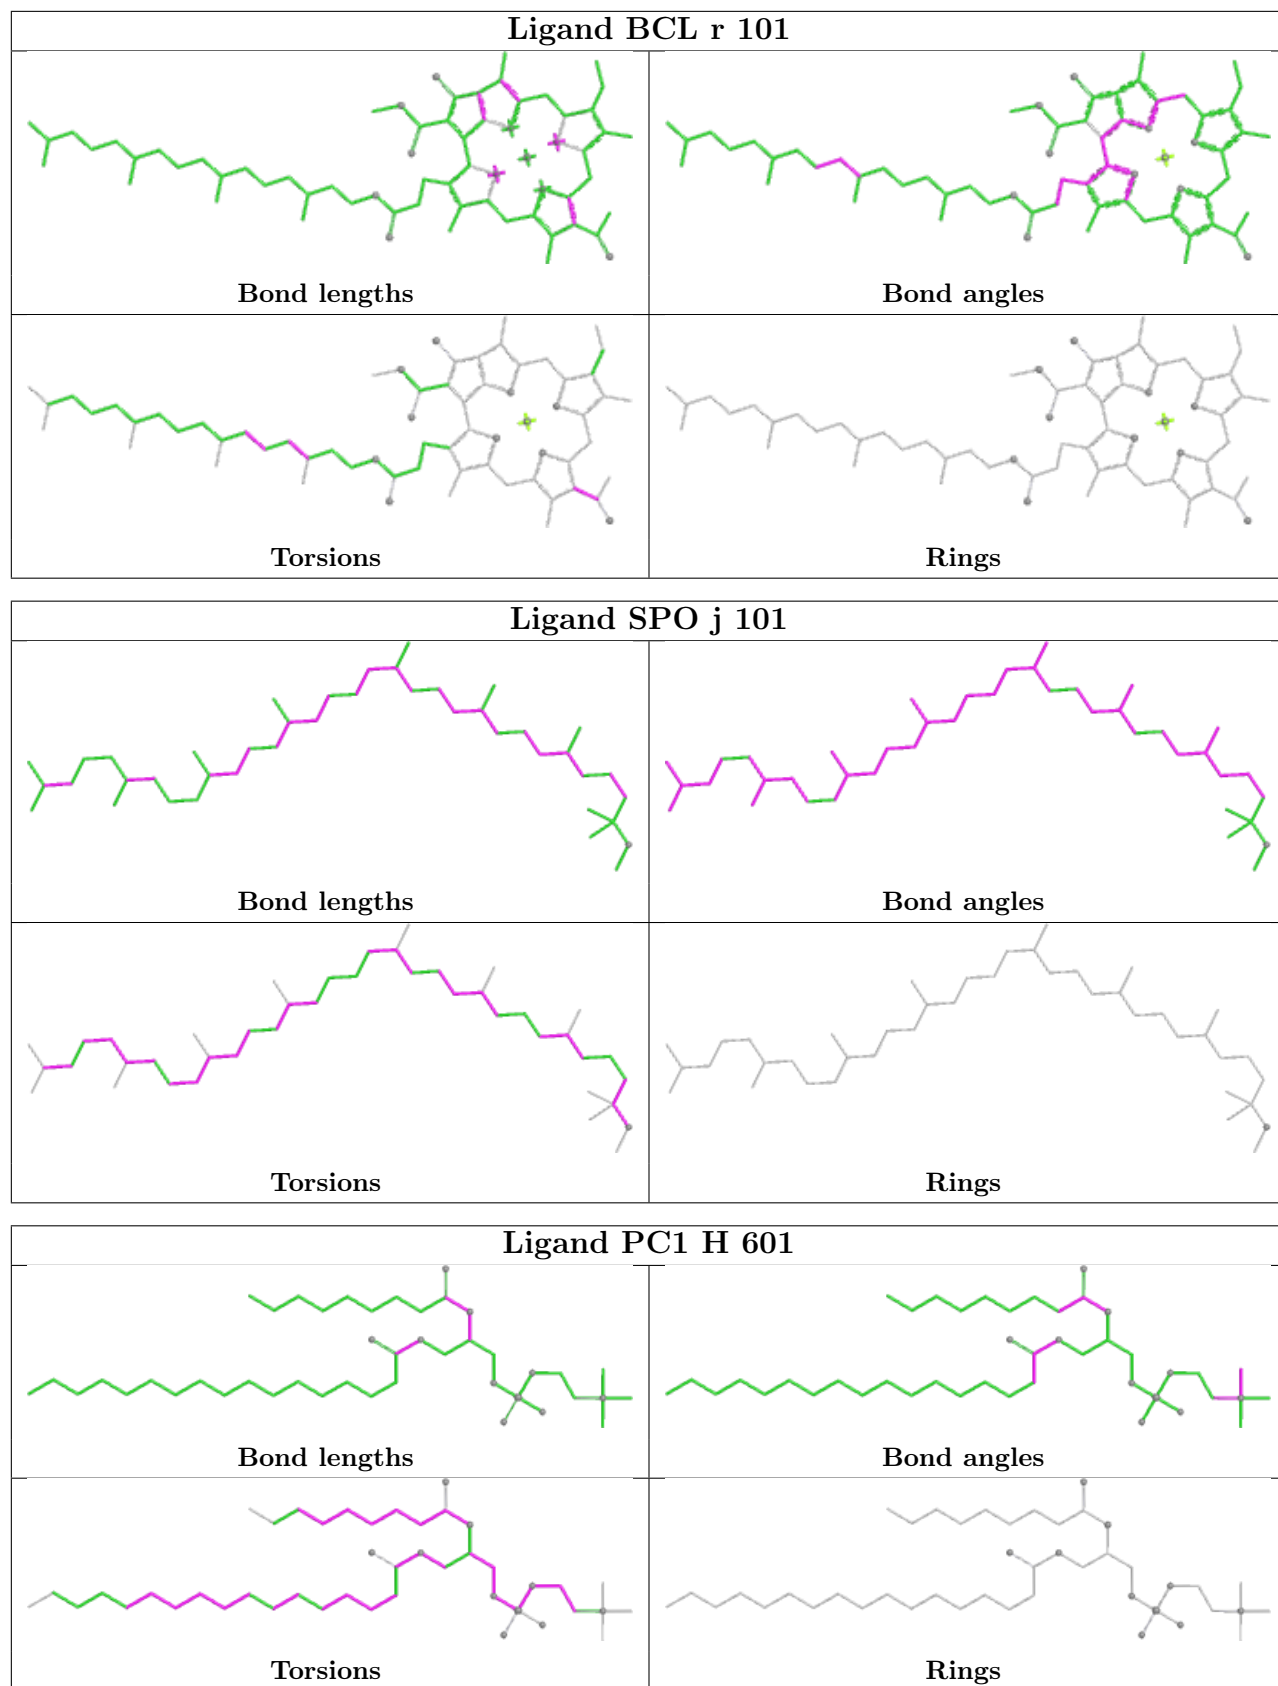 Ligand BCL r 101
Bond lengths
Bond angles
Torsions
Rings
Ligand SPO j 101
Bond lengths
Bond angles
Torsions
Rings
Ligand PC1 H 601
Bond lengths
Bond angles
Torsions
Rings